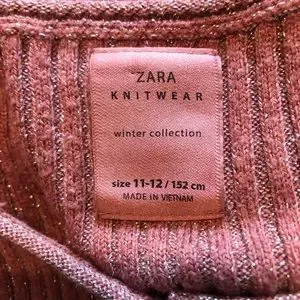 ZARA
KNITWEAR
winter collection
size 11-12 / 152 cm
MADE IN VIETNAM